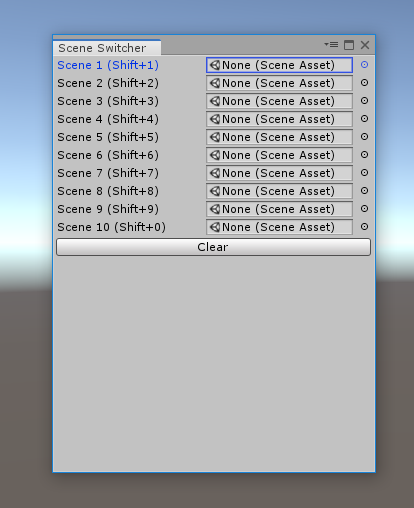 Scene Switcher
Scene 1 (Shift+1) None (Scene Asset)
Scene 2 (Shift+2) None (Scene Asset)
Scene 3 (Shift+3) None (Scene Asset)
Scene 4 (Shift+4) None (Scene Asset)
Scene 5 (Shift+5) None (Scene Asset)
Scene 6 (Shift+6) None (Scene Asset)
Scene 7 (Shift+7) None (Scene Asset)
Scene 8 (Shift+8) None (Scene Asset)
Scene 9 (Shift+9) None (Scene Asset)
Scene 10 (Shift+0) None (Scene Asset)
Clear